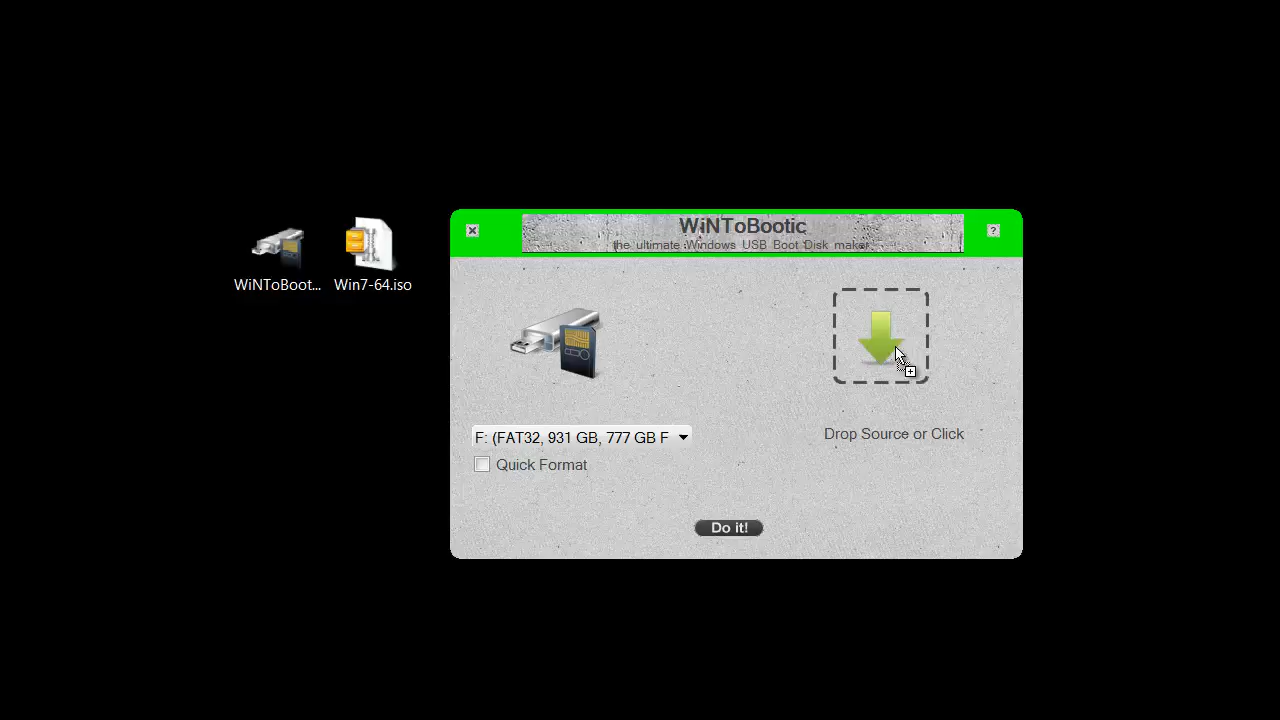 WiNToBootic
the ultimate Windows USB Boot Disk maker
WiNToBoot...
Win7-64.iso
F: (FAT32, 931 GB, 777 GB F
Drop Source or Click
Quick Format
Do it!